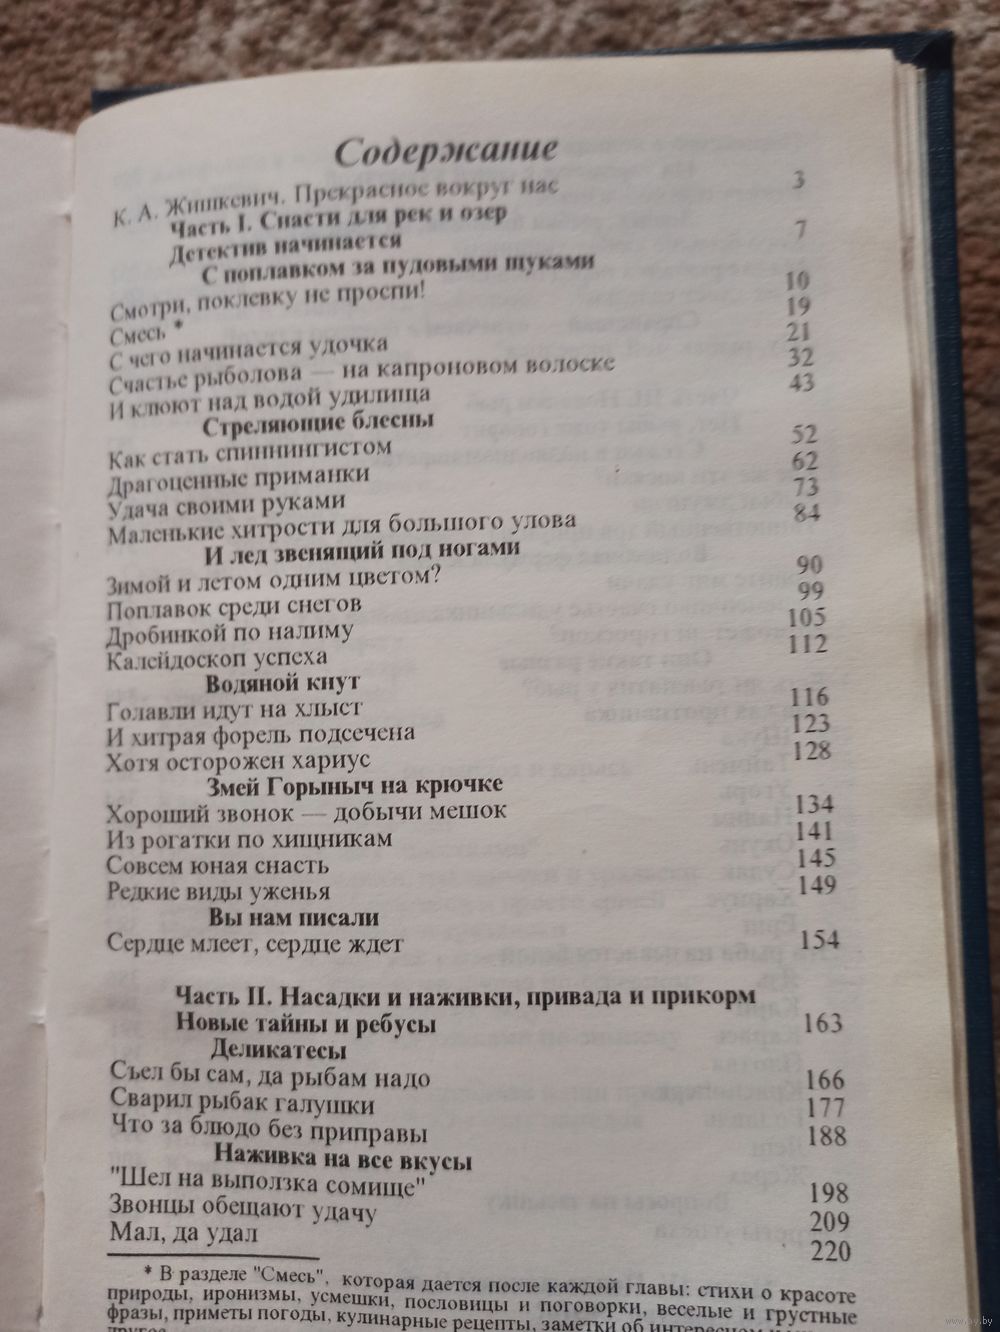 Содержание
К. А. Жишкевич. Прекрасное вокруг нас 3
Часть I. Снасти для рек и озер
Детектив начинается 7
С поплавком за пудовыми щуками
Смотри, поклевку не проспи! 10
Смесь * 19
С чего начинается удочка 21
Счастье рыболова — на капроновом волоске 32
И клюют над водой удилища 43
Стреляющие блесны
Как стать спиннингистом 52
Драгоценные приманки 62
Удача своими руками 73
Маленькие хитрости для большого улова 84
И лед звенящий под ногами
Зимой и летом одним цветом? 90
Поплавок среди снегов 99
Дробинкой по налиму 105
Калейдоскоп успеха 112
Водяной кнут
Голавли идут на хлыст 116
И хитрая форель подсечена 123
Хотя осторожен хариус 128
Змей Горыныч на крючке
Хороший звонок — добычи мешок 134
Из рогатки по хищникам 141
Совсем юная снасть 145
Редкие виды уженья 149
Вы нам писали
Сердце млеет, сердце ждет 154
Часть II. Насадки и наживки, привада и прикорм
Новые тайны и ребусы 163
Деликатесы
Съел бы сам, да рыбам надо 166
Сварил рыбак галушки 177
Что за блюдо без приправы 188
Наживка на все вкусы
"Шел на выползка сомище" 198
Звонцы обещают удачу 209
Мал, да удал 220
* В разделе "Смесь", которая дается после каждой главы: стихи о красоте
природы, иронизмы, усмешки, пословицы и поговорки, веселые и грустные
фразы, приметы погоды, кулинарные рецепты, заметки об интересном и
www.ay.by